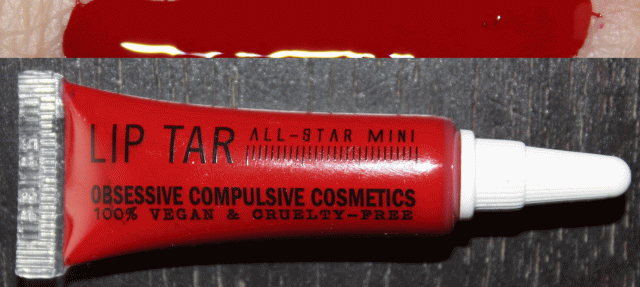 LIP TAR ALL-STAR MINI
OBSESSIVE COMPULSIVE COSMETICS
100% VEGAN & CRUELTY-FREE